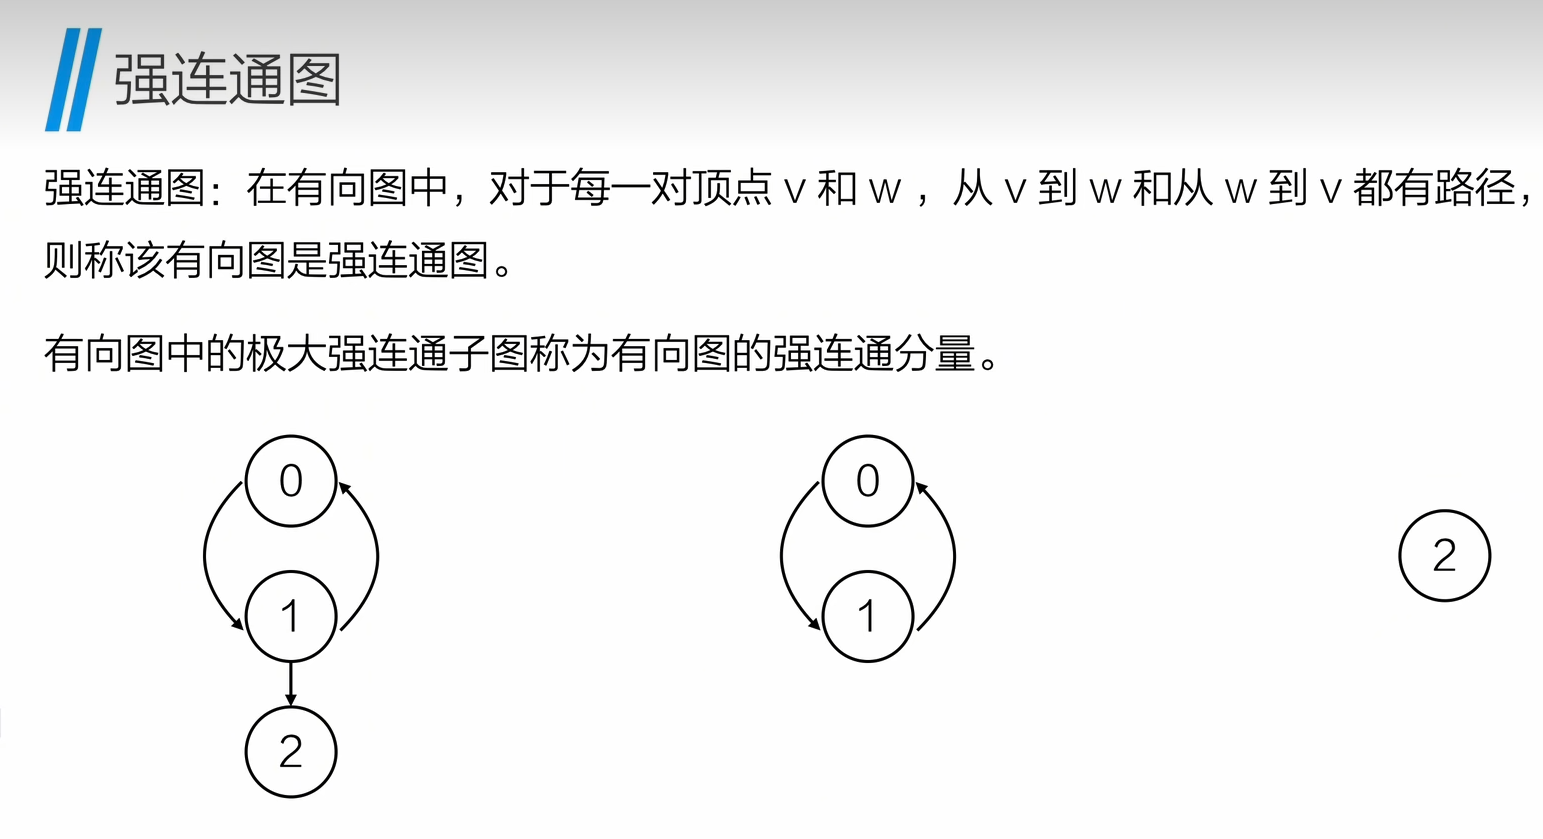 强连通图
强连通图：在有向图中，对于每一对顶点 v 和 w ，从 v 到 w 和从 w 到 v 都有路径，
则称该有向图是强连通图。
有向图中的极大强连通子图称为有向图的强连通分量。
0
1
2
0
1
2